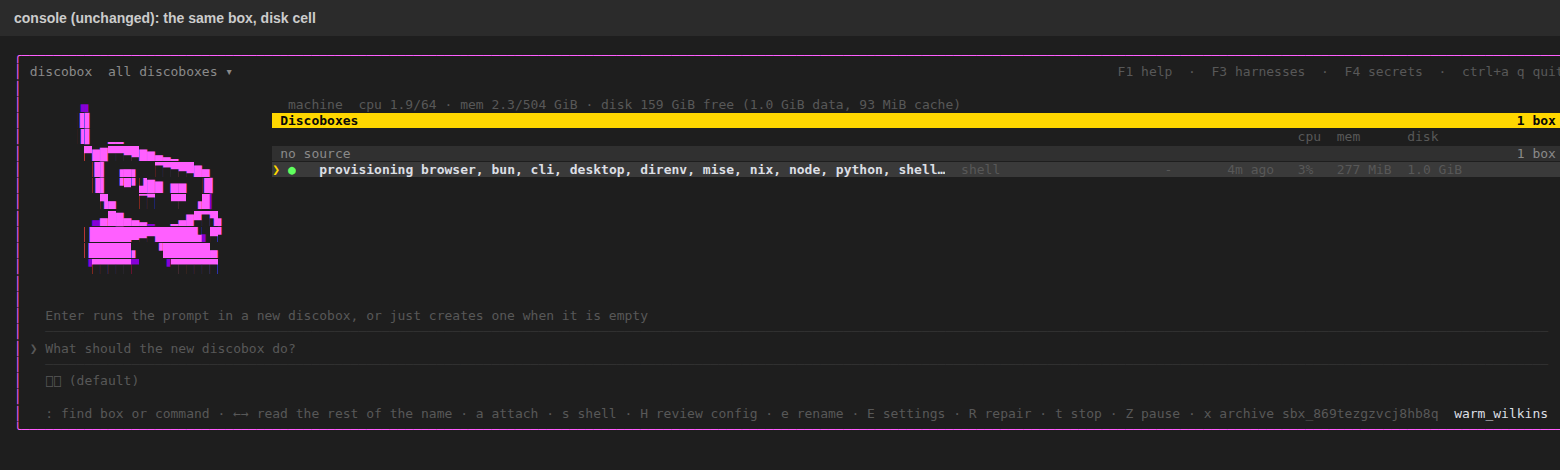 console (unchanged): the same box, disk cell
discobox  all discoboxes ▾  F1 help  ·  F3 harnesses  ·  F4 secrets  ·  ctrl+a q quit
machine  cpu 1.9/64 · mem 2.3/504 GiB · disk 159 GiB free (1.0 GiB data, 93 MiB cache)
Discoboxes  1 box
cpu  mem  disk
no source  1 box
❯ ●  provisioning browser, bun, cli, desktop, direnv, mise, nix, node, python, shell…  shell  -  4m ago  3%  277 MiB  1.0 GiB
Enter runs the prompt in a new discobox, or just creates one when it is empty
❯ What should the new discobox do?
(default)
: find box or command · ←→ read the rest of the name · a attach · s shell · H review config · e rename · E settings · R repair · t stop · Z pause · x archive sbx_869tezgzvcj8hb8q  warm_wilkins